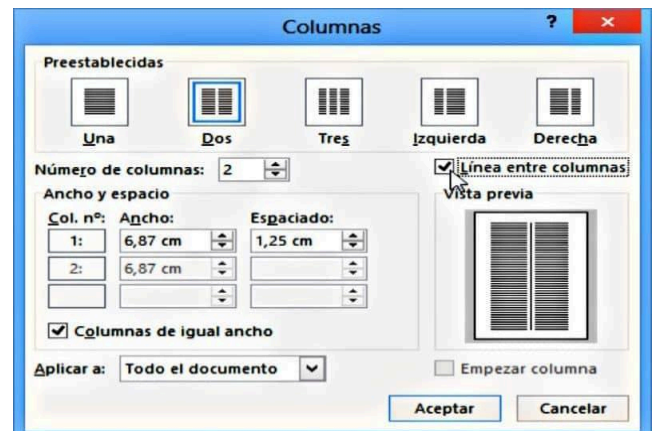 Columnas ?
Preestablecidas
Una Dos Tres Izquierda Derecha
Número de columnas: 2 Línea entre columnas
Ancho y espacio Vista previa
Col. nº: Ancho: Espaciado:
1: 6,87 cm 1,25 cm
2: 6,87 cm
Columnas de igual ancho
Aplicar a: Todo el documento Empezar columna
Aceptar Cancelar